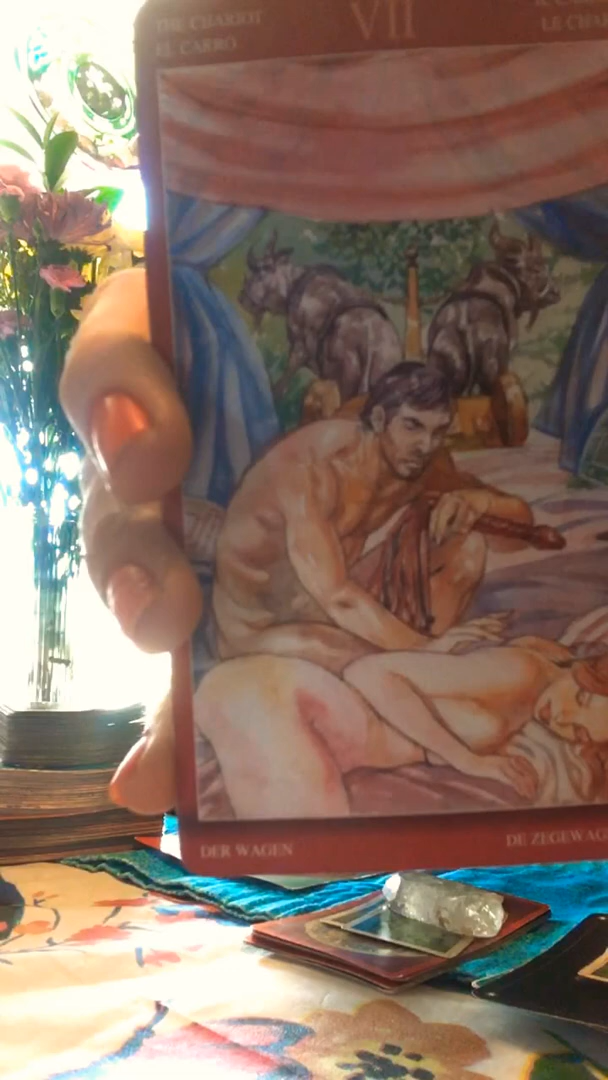 THE CHARIOT
EL CARRO
VII
LE CHA
DER WAGEN
DE ZEGEWAG